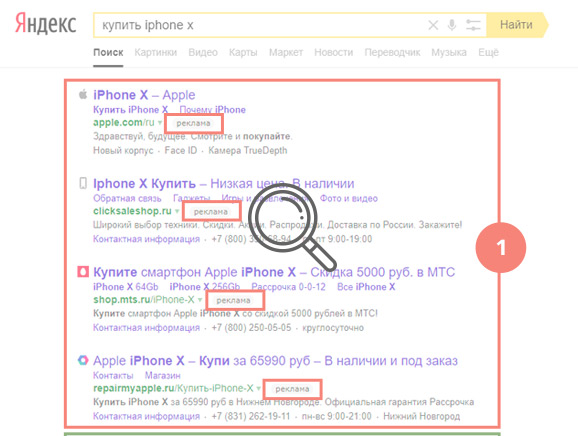 Яндекс
купить iphone x
Найти
Поиск Картинки Видео Карты Маркет Новости Переводчик Музыка Ещё
iPhone X – Apple
Купить iPhone X Почему iPhone
apple.com/ru реклама
Здравствуй, будущее. Смотрите и покупайте.
Новый корпус · Face ID · Камера TrueDepth
Iphone X Купить – Низкая цена. В наличии
Обратная связь Гаджеты Игры и развлечения Фото и видео
clicksaleshop.ru реклама
Широкий выбор техники. Скидки. Акции. Распродажи. Доставка по России. Закажите!
Контактная информация · +7 (800) 68-94 · пн-пт 9:00-19:00
1
Купите смартфон Apple iPhone X – Скидка 5000 руб. в МТС
iPhone X 64Gb iPhone X 256Gb Рассрочка 0-0-12 Все iPhone X
shop.mts.ru/iPhone-X реклама
Купите смартфон Apple iPhone X со скидкой 5000 рублей в МТС!
Контактная информация · +7 (800) 250-05-05 · круглосуточно
Apple iPhone X – Купи за 65990 руб – В наличии и под заказ
Контакты Магазин
repairmyapple.ru/Купить-iPhone-X реклама
Купить iPhone X за 65990 руб в Нижнем Новгороде. Официальная гарантия Рассрочка
Контактная информация · +7 (831) 262-19-11 · пн-вс 9:00-21:00 · Нижний Новгород